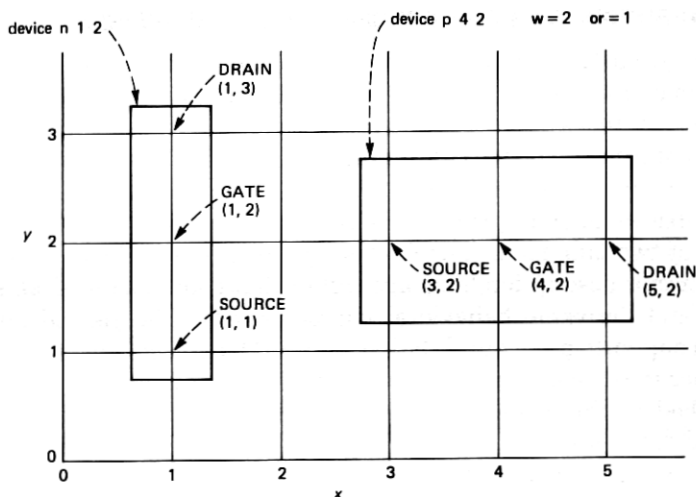 device n 1 2
device p 4 2 w = 2 or = 1
DRAIN
(1, 3)
3
GATE
(1, 2)
y
2
SOURCE
(3, 2)
GATE
(4, 2)
DRAIN
(5, 2)
SOURCE
(1, 1)
1
0
0 1 2 3 4 5
x